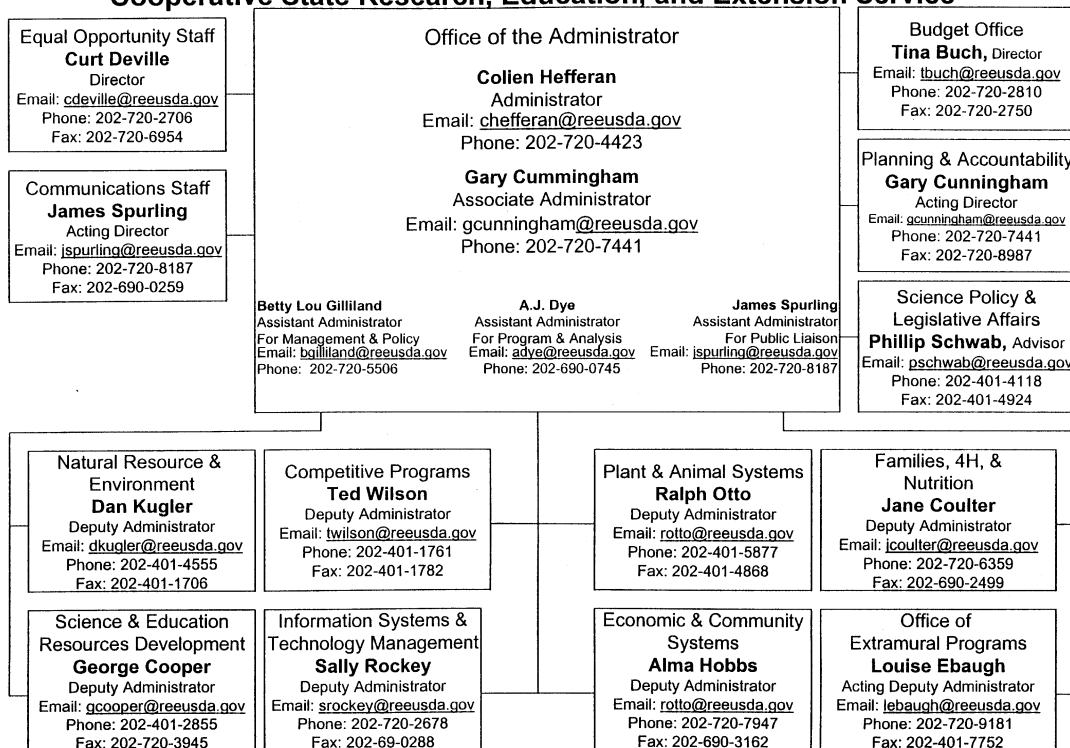 Cooperative State Research, Education, and Extension Service
Equal Opportunity Staff
Curt Deville
Director
Email: cdeville@reeusda.gov
Phone: 202-720-2706
Fax: 202-720-6954
Communications Staff
James Spurling
Acting Director
Email: jspurling@reeusda.gov
Phone: 202-720-8187
Fax: 202-690-0259
Office of the Administrator
Colien Hefferan
Administrator
Email: chefferan@reeusda.gov
Phone: 202-720-4423
Gary Cummingham
Associate Administrator
Email: gcunningham@reeusda.gov
Phone: 202-720-7441
Betty Lou Gilliland
Assistant Administrator
For Management & Policy
Email: bgilliland@reeusda.gov
Phone: 202-720-5506
A.J. Dye
Assistant Administrator
For Program & Analysis
Email: adye@reeusda.gov
Phone: 202-690-0745
James Spurling
Assistant Administrator
For Public Liaison
Email: jspurling@reeusda.gov
Phone: 202-720-8187
Budget Office
Tina Buch, Director
Email: tbuch@reeusda.gov
Phone: 202-720-2810
Fax: 202-720-2750
Planning & Accountability
Gary Cunningham
Acting Director
Email: gcunningham@reeusda.gov
Phone: 202-720-7441
Fax: 202-720-8987
Science Policy &
Legislative Affairs
Phillip Schwab, Advisor
Email: pschwab@reeusda.gov
Phone: 202-401-4118
Fax: 202-401-4924
Natural Resource &
Environment
Dan Kugler
Deputy Administrator
Email: dkugler@reeusda.gov
Phone: 202-401-4555
Fax: 202-401-1706
Competitive Programs
Ted Wilson
Deputy Administrator
Email: twilson@reeusda.gov
Phone: 202-401-1761
Fax: 202-401-1782
Plant & Animal Systems
Ralph Otto
Deputy Administrator
Email: rotto@reeusda.gov
Phone: 202-401-5877
Fax: 202-401-4868
Families, 4H, &
Nutrition
Jane Coulter
Deputy Administrator
Email: jcoulter@reeusda.gov
Phone: 202-720-6359
Fax: 202-690-2499
Science & Education
Resources Development
George Cooper
Deputy Administrator
Email: gcooper@reeusda.gov
Phone: 202-401-2855
Fax: 202-720-3945
Information Systems &
Technology Management
Sally Rockey
Deputy Administrator
Email: srockey@reeusda.gov
Phone: 202-720-2678
Fax: 202-69-0288
Economic & Community
Systems
Alma Hobbs
Deputy Administrator
Email: rotto@reeusda.gov
Phone: 202-720-7947
Fax: 202-690-3162
Office of
Extramural Programs
Louise Ebaugh
Acting Deputy Administrator
Email: lebaugh@reeusda.gov
Phone: 202-720-9181
Fax: 202-401-7752